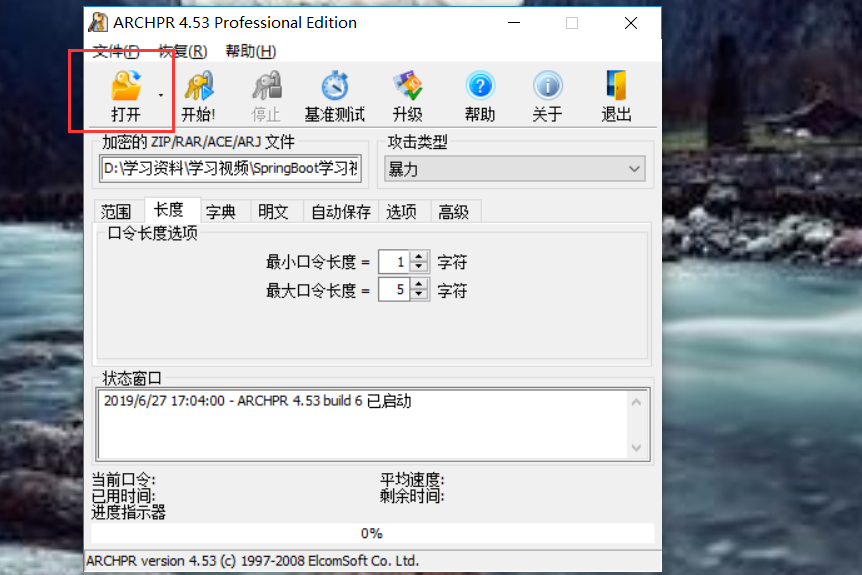 ARCHPR 4.53 Professional Edition
文件(F) 恢复(R) 帮助(H)
打开 开始! 停止 基准测试 升级 帮助 关于 退出
加密的 ZIP/RAR/ACE/ARJ 文件 攻击类型
D:\学习资料\学习视频\SpringBoot学习视 暴力
范围 长度 字典 明文 自动保存 选项 高级
口令长度选项
最小口令长度 = 1 字符
最大口令长度 = 5 字符
状态窗口
2019/6/27 17:04:00 - ARCHPR 4.53 build 6 已启动
当前口令: 平均速度:
已用时间: 剩余时间:
进度指示器
0%
ARCHPR version 4.53 (c) 1997-2008 ElcomSoft Co. Ltd.